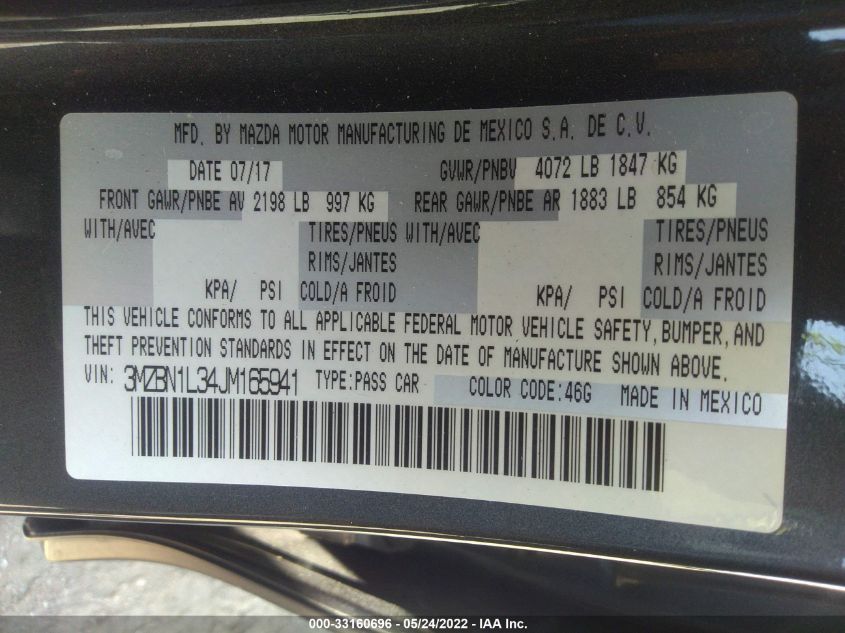 MFD. BY MAZDA MOTOR MANUFACTURING DE MEXICO S.A. DE C.V.
DATE 07/17 GVWR/PNBV 4072 LB 1847 KG
FRONT GAWR/PNBE AV 2198 LB 997 KG REAR GAWR/PNBE AR 1883 LB 854 KG
WITH/AVEC TIRES/PNEUS WITH/AVEC TIRES/PNEUS
RIMS/JANTES RIMS/JANTES
KPA/ PSI COLD/A FROID KPA/ PSI COLD/A FROID
THIS VEHICLE CONFORMS TO ALL APPLICABLE FEDERAL MOTOR VEHICLE SAFETY, BUMPER, AND
THEFT PREVENTION STANDARDS IN EFFECT ON THE DATE OF MANUFACTURE SHOWN ABOVE.
VIN: 3MZBN1L34JM165941 TYPE:PASS CAR COLOR CODE:46G MADE IN MEXICO
000-33160696 - 05/24/2022 - IAA Inc.